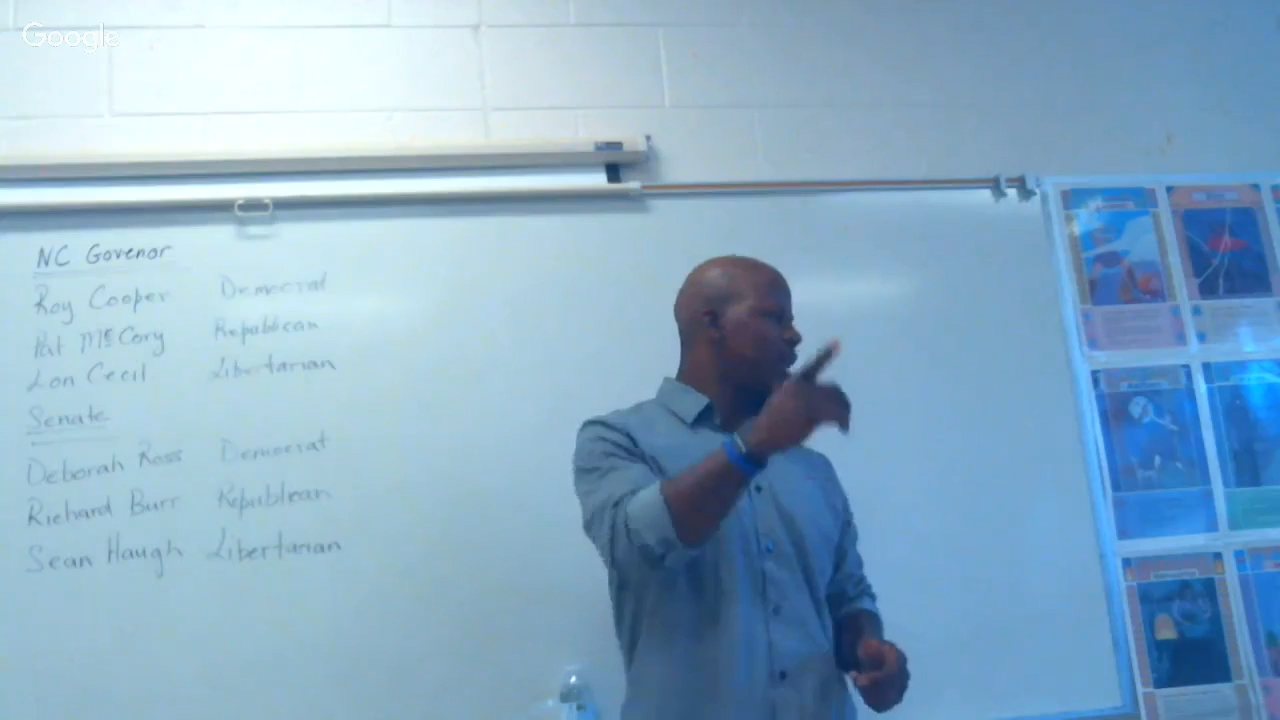 Google
NC Govenor
Roy Cooper Democrat
Pat McCory Republican
Lon Cecil Libertarian
Senate
Deborah Ross Democrat
Richard Burr Republican
Sean Haugh Libertarian